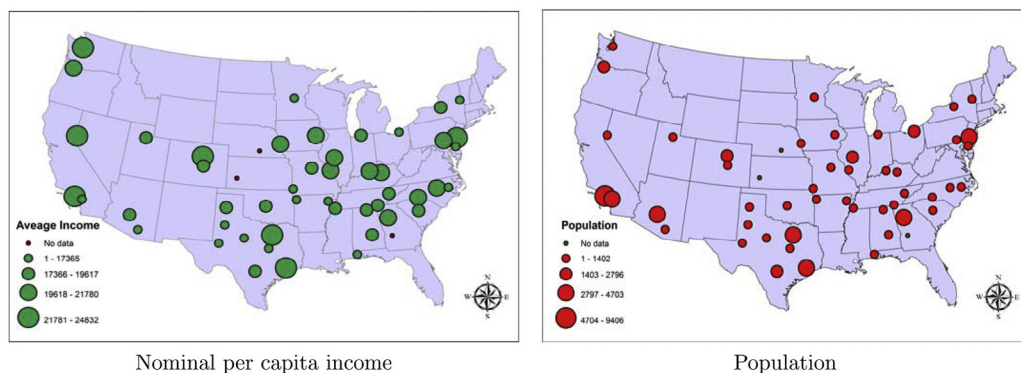 Aveage Income
No data
1 - 17365
17366 - 19617
19618 - 21780
21781 - 24832
N
W E
S
Nominal per capita income
Population
No data
1 - 1402
1403 - 2796
2797 - 4703
4704 - 9406
N
W E
S
Population